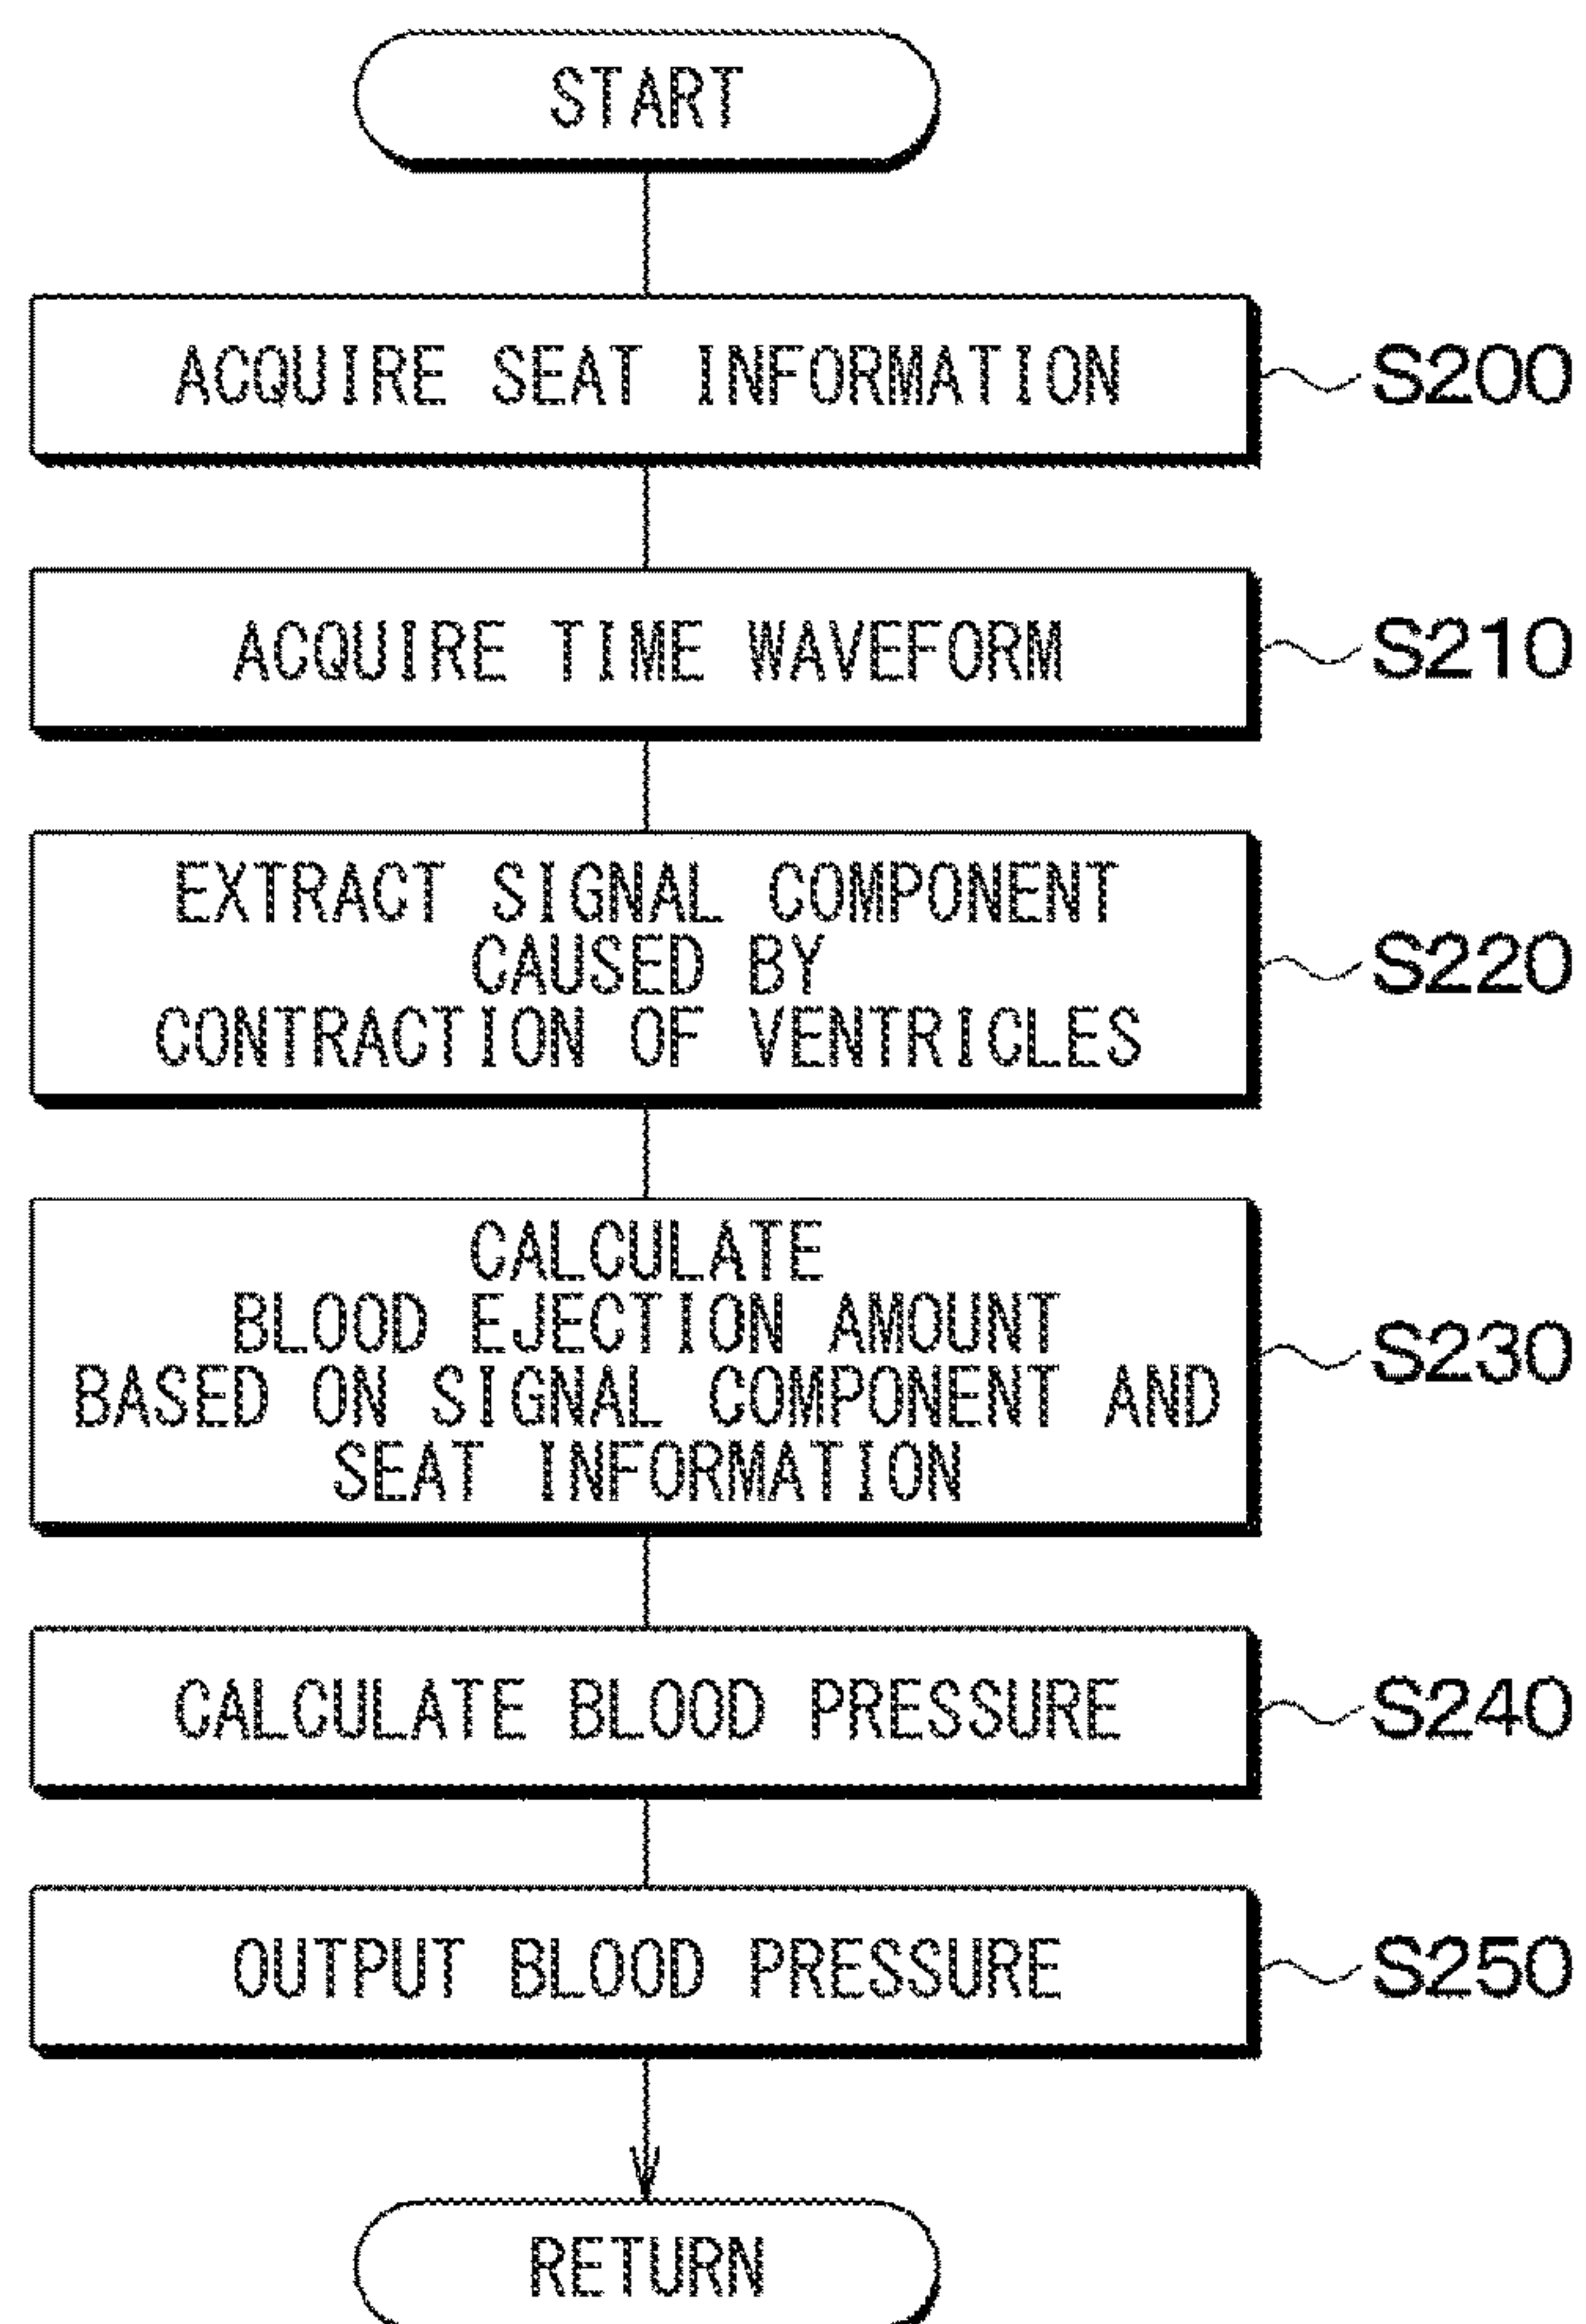 START
ACQUIRE SEAT INFORMATION
S200
ACQUIRE TIME WAVEFORM
S210
EXTRACT SIGNAL COMPONENT
CAUSED BY
CONTRACTION OF VENTRICLES
S220
CALCULATE
BLOOD EJECTION AMOUNT
BASED ON SIGNAL COMPONENT AND
SEAT INFORMATION
S230
CALCULATE BLOOD PRESSURE
S240
OUTPUT BLOOD PRESSURE
S250
RETURN